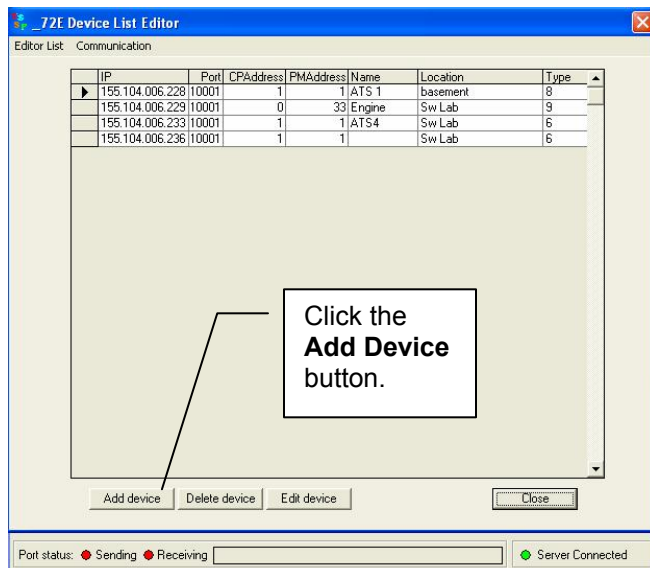 _72E Device List Editor
Editor List Communication
IP Port CPAddress PMAddress Name Location Type
155.104.006.228 10001 1 1 ATS 1 basement 8
155.104.006.229 10001 0 33 Engine Sw Lab 9
155.104.006.233 10001 1 1 ATS4 Sw Lab 6
155.104.006.236 10001 1 1 Sw Lab 6
Click the
Add Device
button.
Add device Delete device Edit device Close
Port status: Sending Receiving Server Connected